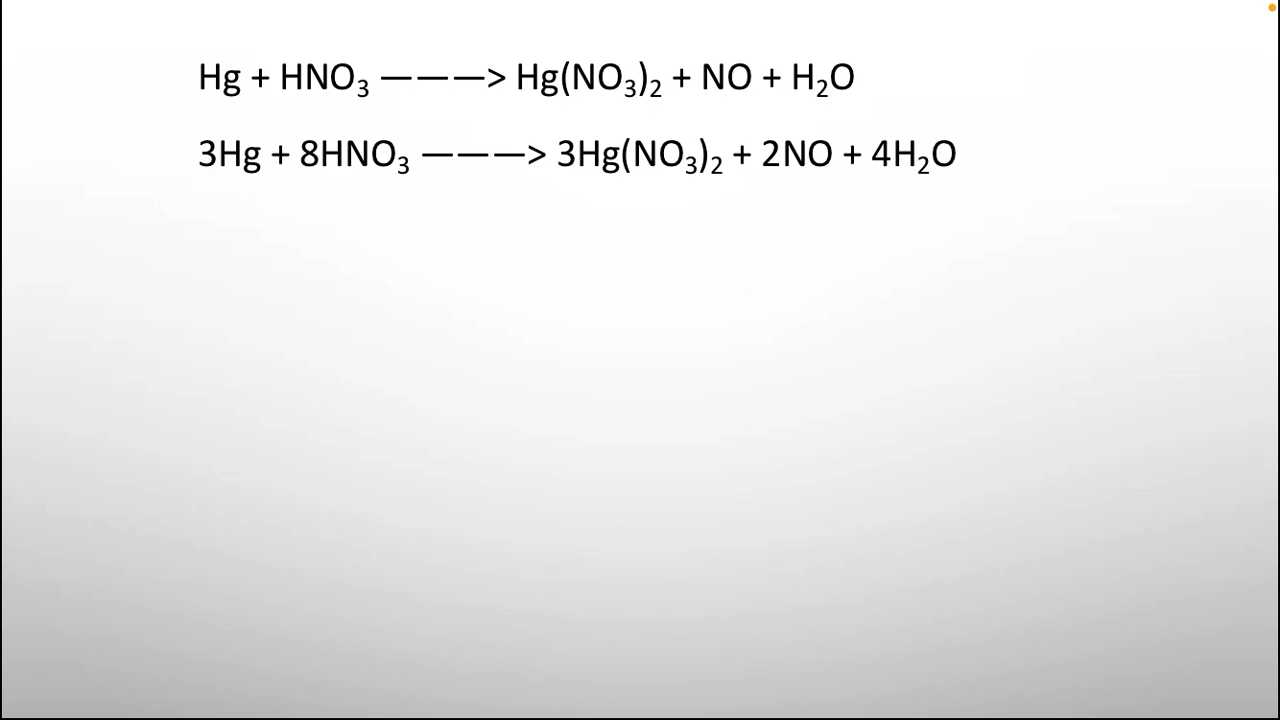 Hg + HNO₃ ———> Hg(NO₃)₂ + NO + H₂O
3Hg + 8HNO₃ ———> 3Hg(NO₃)₂ + 2NO + 4H₂O